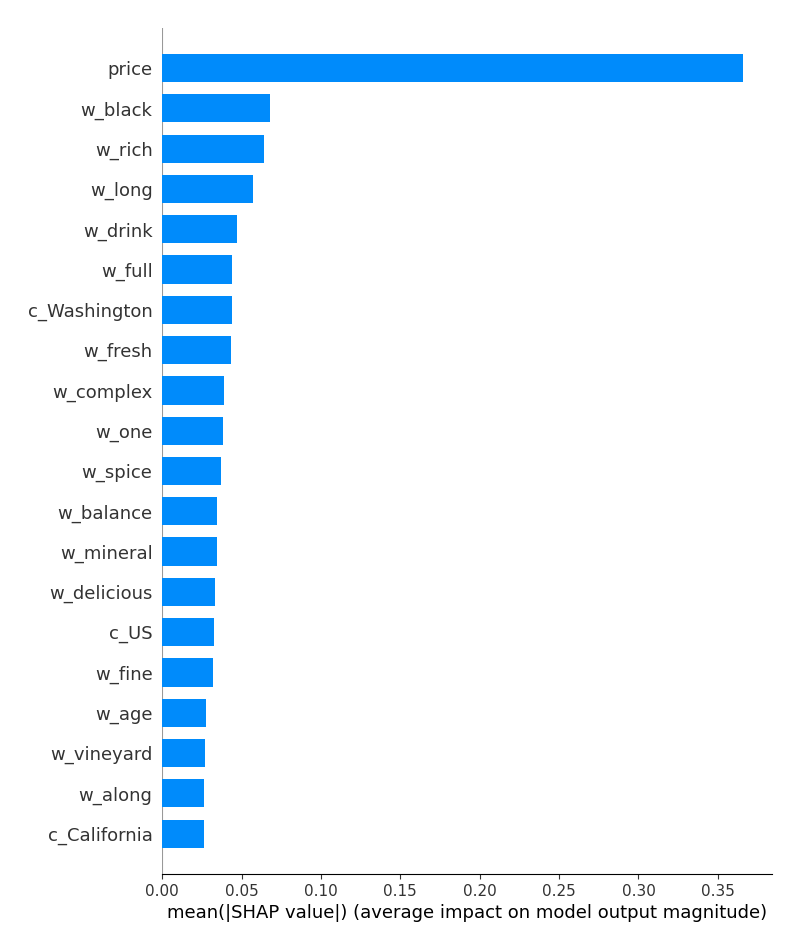 price
w_black
w_rich
w_long
w_drink
w_full
c_Washington
w_fresh
w_complex
w_one
w_spice
w_balance
w_mineral
w_delicious
c_US
w_fine
w_age
w_vineyard
w_along
c_California
0.00 0.05 0.10 0.15 0.20 0.25 0.30 0.35
mean(|SHAP value|) (average impact on model output magnitude)